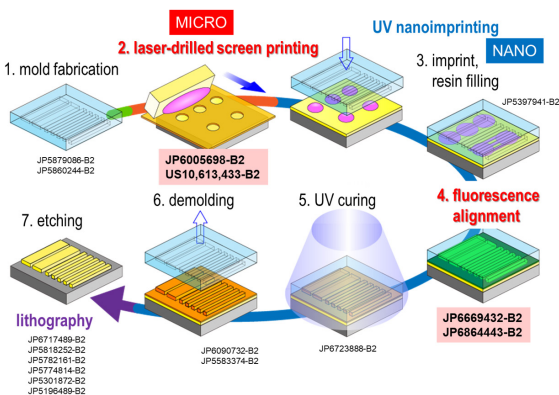 MICRO
2. laser-drilled screen printing
UV nanoimprinting
NANO
1. mold fabrication
3. imprint,
resin filling
JP5879086-B2
JP5860244-B2
JP6005698-B2
US10,613,433-B2
JP5397941-B2
7. etching
6. demolding
5. UV curing
4. fluorescence
alignment
lithography
JP6717489-B2
JP5818252-B2
JP5782161-B2
JP5774814-B2
JP5301872-B2
JP5196489-B2
JP6090732-B2
JP5583374-B2
JP6723888-B2
JP6669432-B2
JP6864443-B2